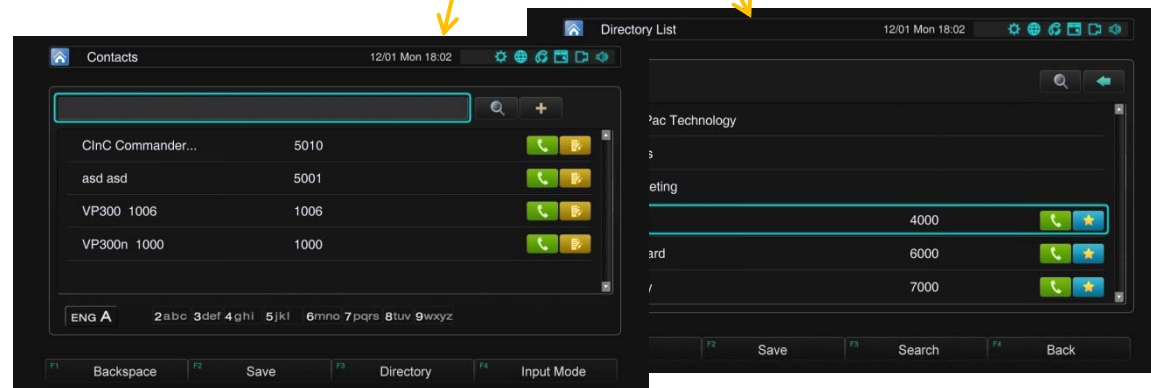 Directory List 12/01 Mon 18:02
Contacts 12/01 Mon 18:02
CInC Commander... 5010
asd asd 5001
VP300 1006 1006
VP300n 1000 1000
ENG A 2abc 3def 4ghi 5jkl 6mno 7pqrs 8tuv 9wxyz
F1 Backspace F2 Save F3 Directory F4 Input Mode
Pac Technology
s
eting
4000
ard 6000
y 7000
F2 Save F3 Search F4 Back